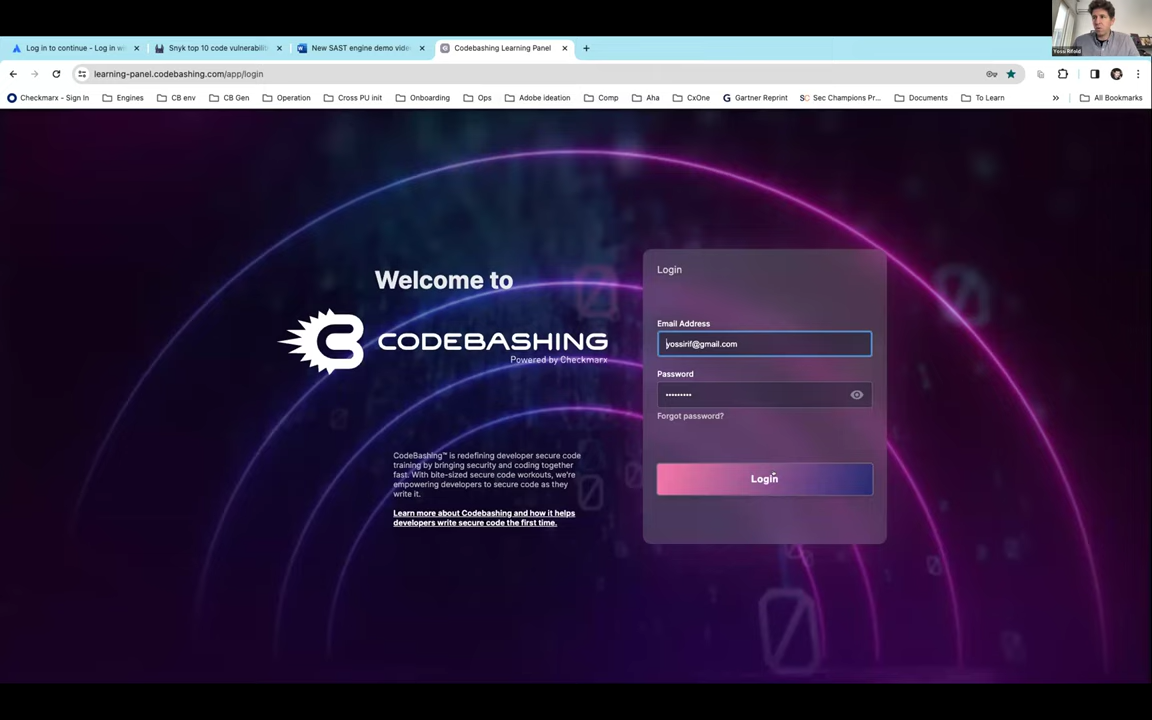 Log in to continue - Log in w
Snyk top 10 code vulnerabilit
New SAST engine demo vide
Codebashing Learning Panel
Yossi Rifold
learning-panel.codebashing.com/app/login
Checkmarx - Sign In
Engines
CB env
CB Gen
Operation
Cross PU init
Onboarding
Ops
Adobe ideation
Comp
Aha
CxOne
Gartner Reprint
Sec Champions Pr...
Documents
To Learn
All Bookmarks
Welcome to
CODEBASHING
Powered by Checkmarx
CodeBashing™ is redefining developer secure code
training by bringing security and coding together
fast. With bite-sized secure code workouts, we're
empowering developers to secure code as they
write it.
Learn more about Codebashing and how it helps
developers write secure code the first time.
Login
Email Address
yossirif@gmail.com
Password
•••••••••
Forgot password?
Login